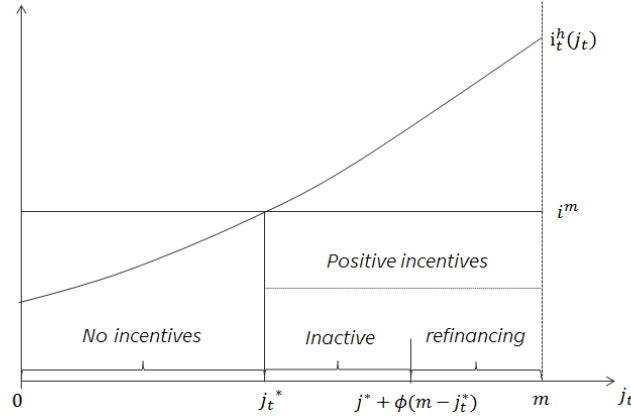 i_t^h(j_t)
i^m
Positive incentives
No incentives
Inactive
refinancing
0
j_t^*
j^* + ϕ(m − j_t^*)
m
j_t